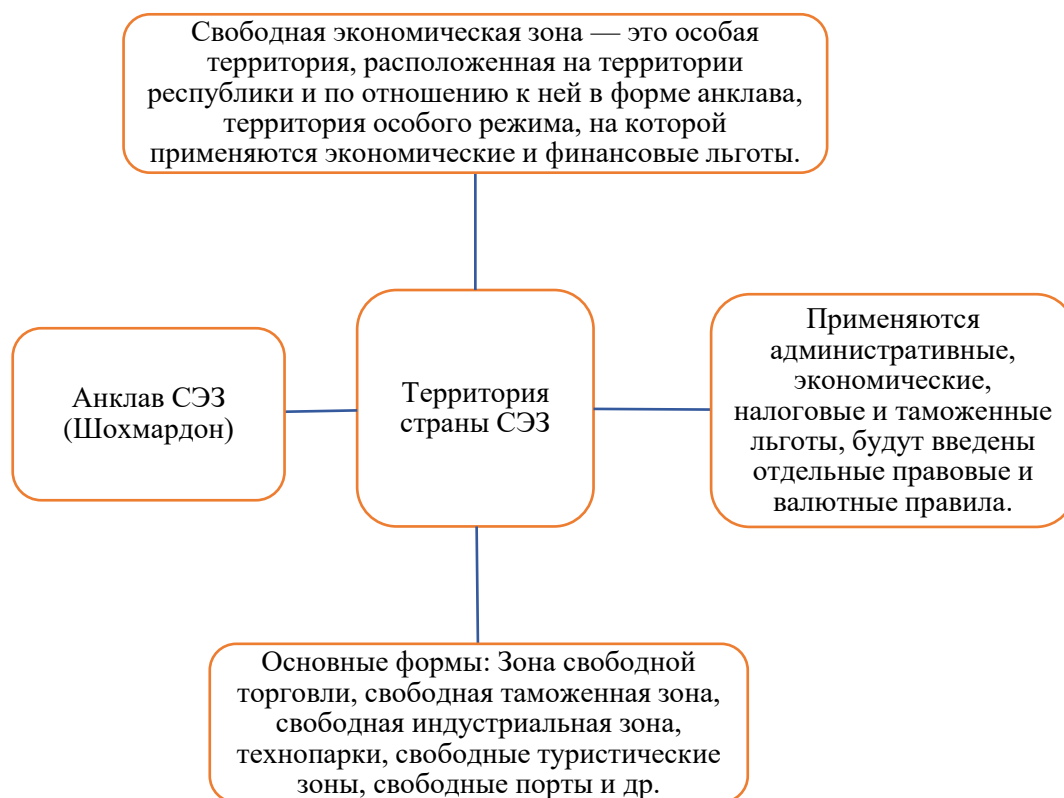 Свободная экономическая зона — это особая
территория, расположенная на территории
республики и по отношению к ней в форме анклава,
территория особого режима, на которой
применяются экономические и финансовые льготы.
Анклав СЭЗ
(Шохмардон)
Территория
страны СЭЗ
Применяются
административные,
экономические,
налоговые и таможенные
льготы, будут введены
отдельные правовые и
валютные правила.
Основные формы: Зона свободной
торговли, свободная таможенная зона,
свободная индустриальная зона,
технопарки, свободные туристические
зоны, свободные порты и др.